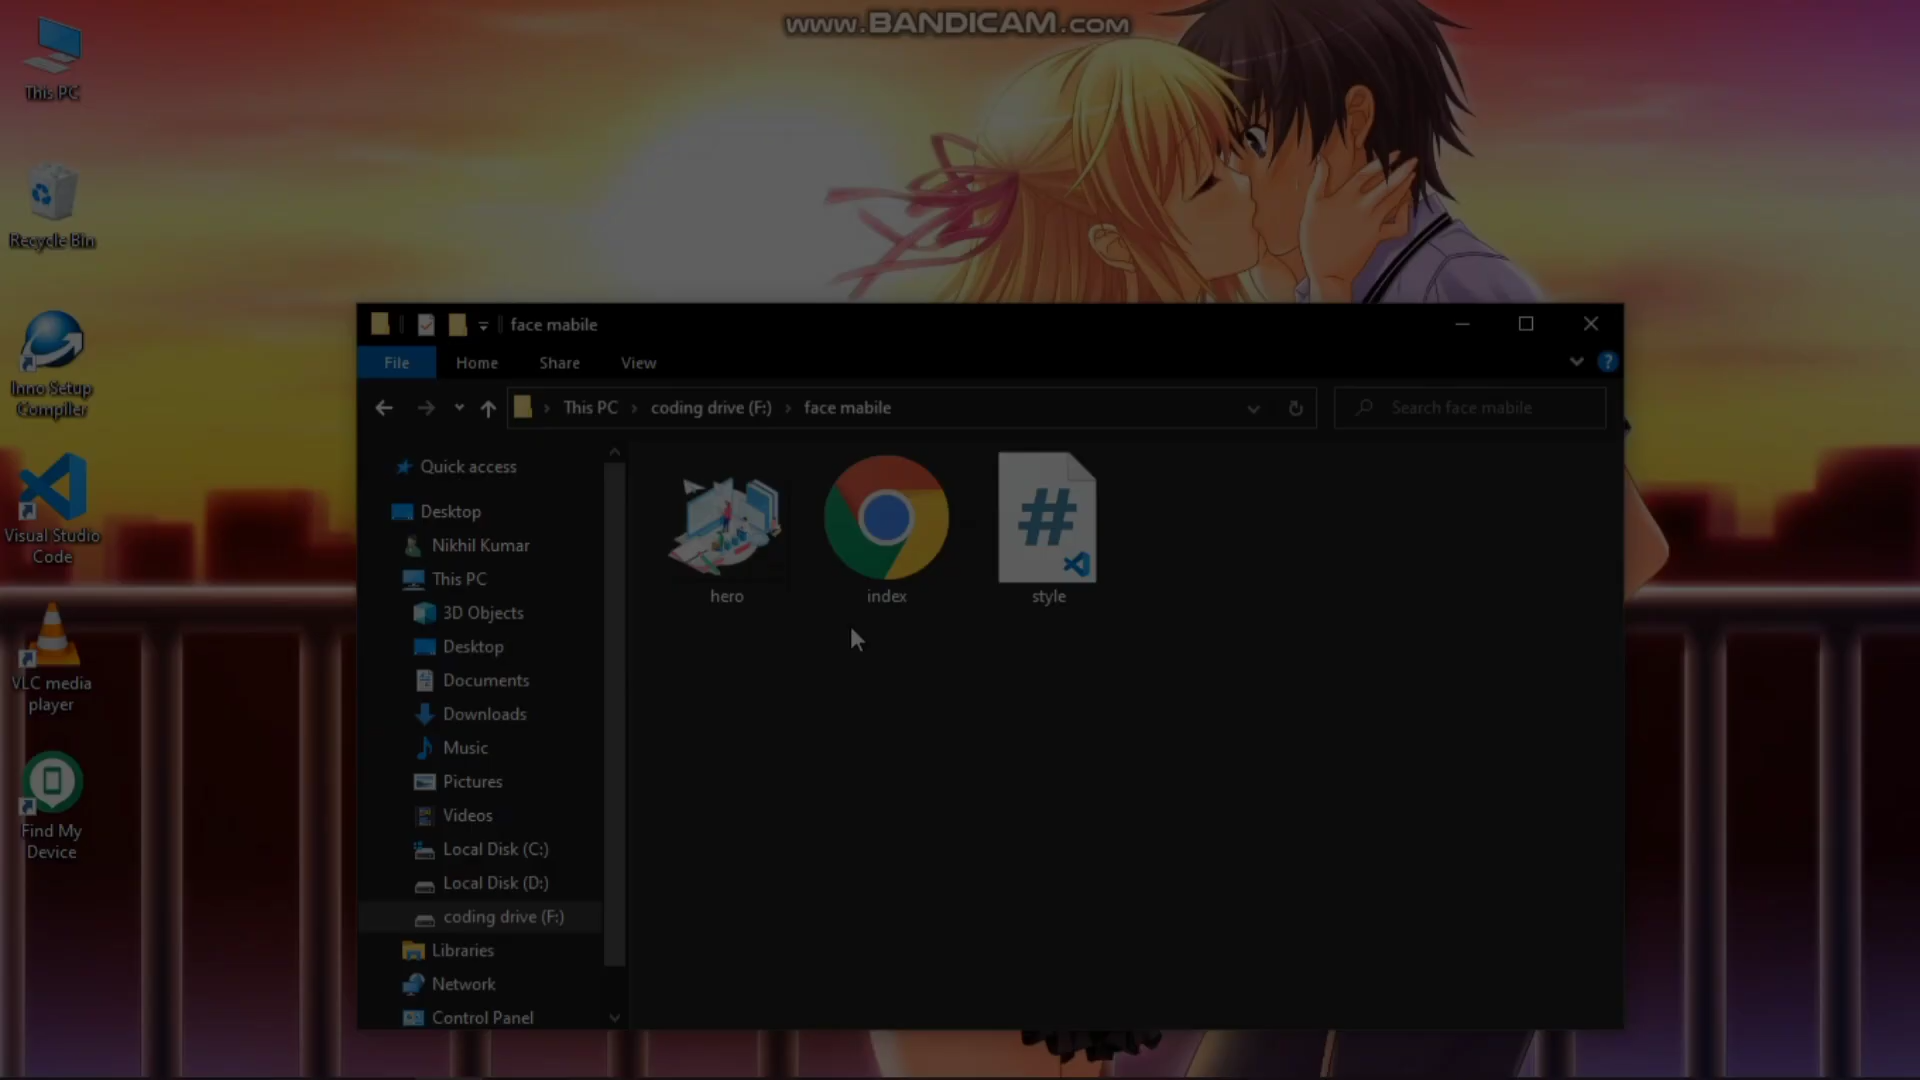 www.BANDICAM.com
This PC
Recycle Bin
Inno Setup
Compiler
Visual Studio
Code
VLC media
player
Find My
Device
face mabile
File
Home
Share
View
?
This PC
coding drive (F:)
face mabile
Search face mabile
Quick access
Desktop
Nikhil Kumar
This PC
3D Objects
Desktop
Documents
Downloads
Music
Pictures
Videos
Local Disk (C:)
Local Disk (D:)
coding drive (F:)
Libraries
Network
Control Panel
hero
index
#
style